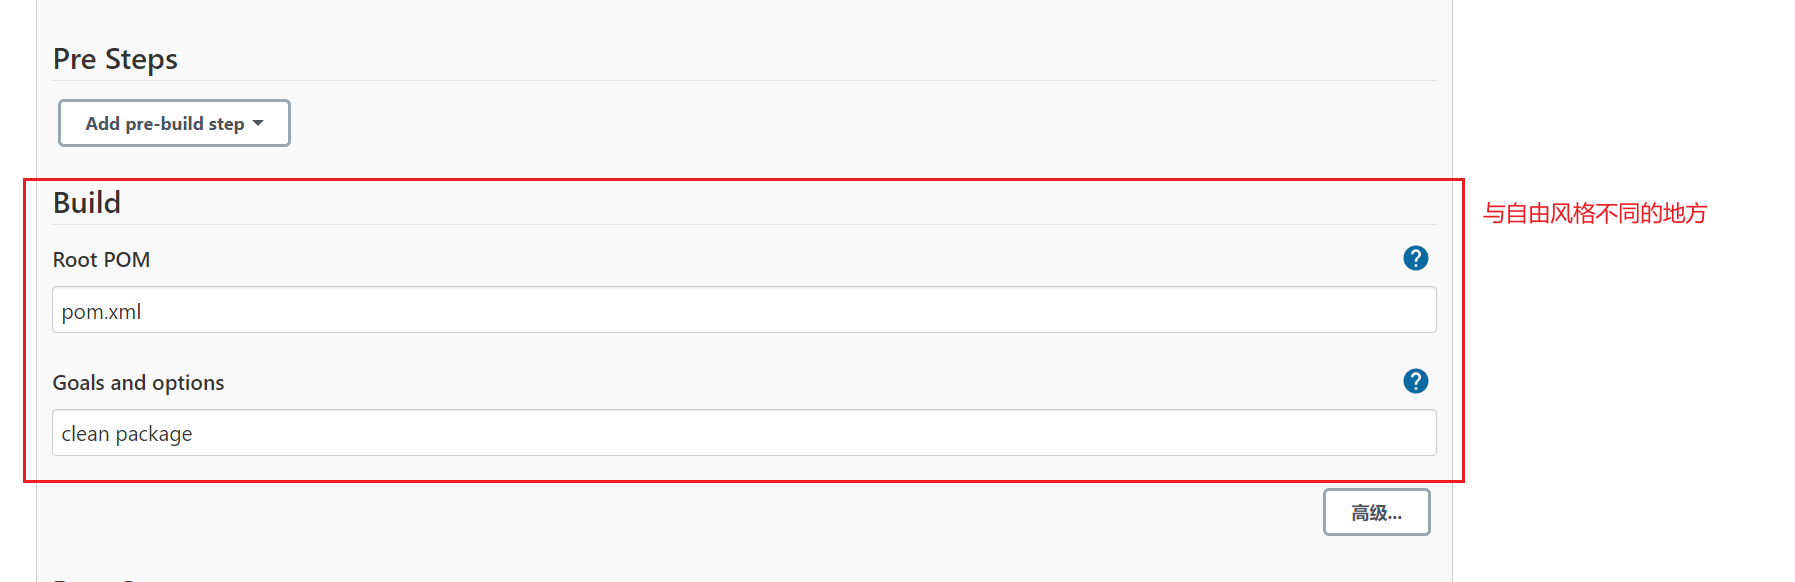 Pre Steps
Add pre-build step
Build
与自由风格不同的地方
Root POM
?
pom.xml
Goals and options
?
clean package
高级...